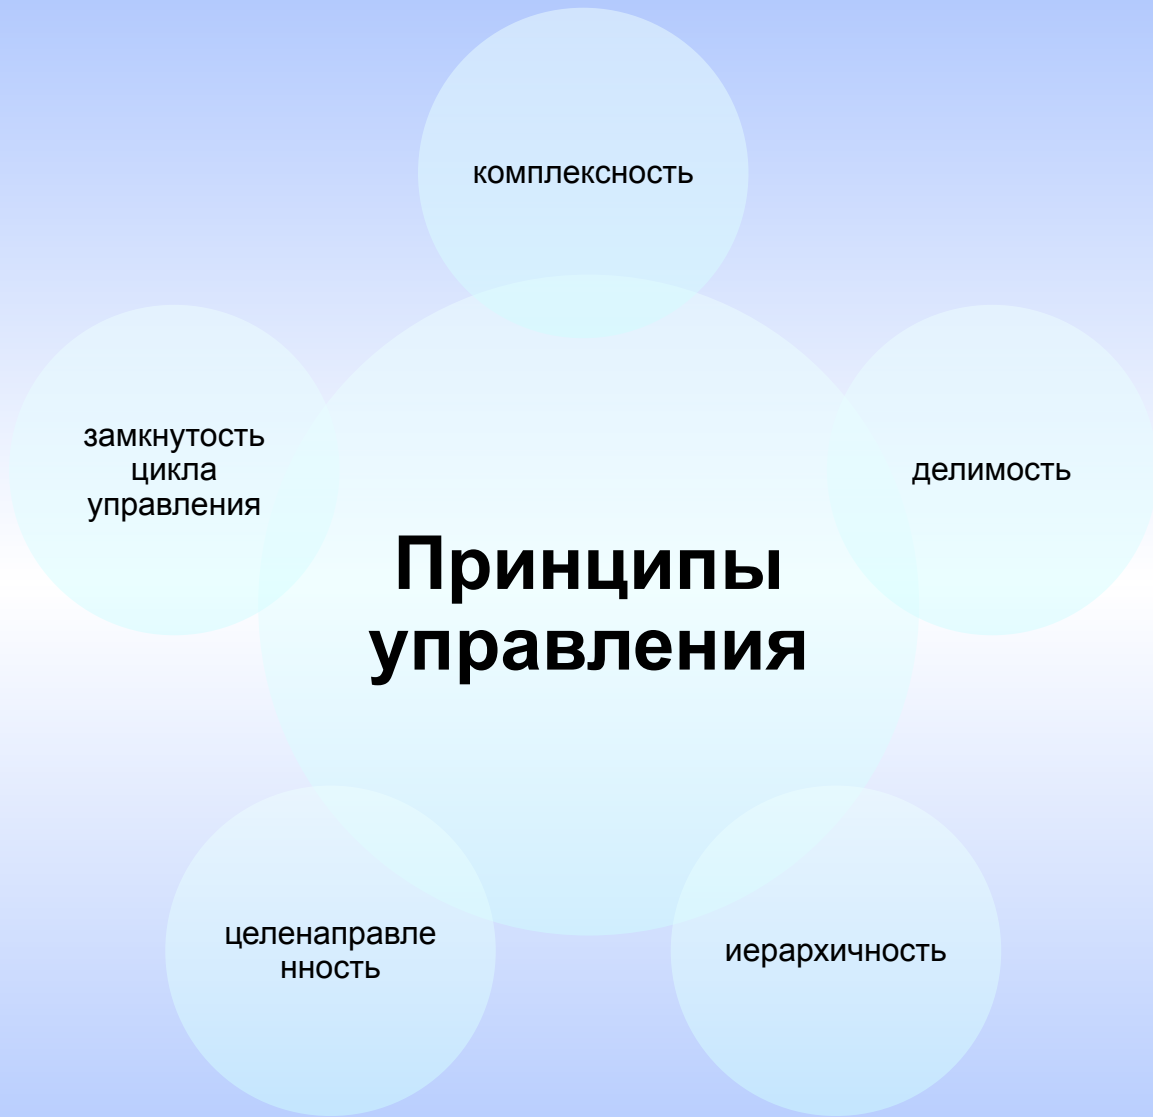 комплексность
замкнутость
цикла
управления
делимость
Принципы
управления
целенаправле
нность
иерархичность